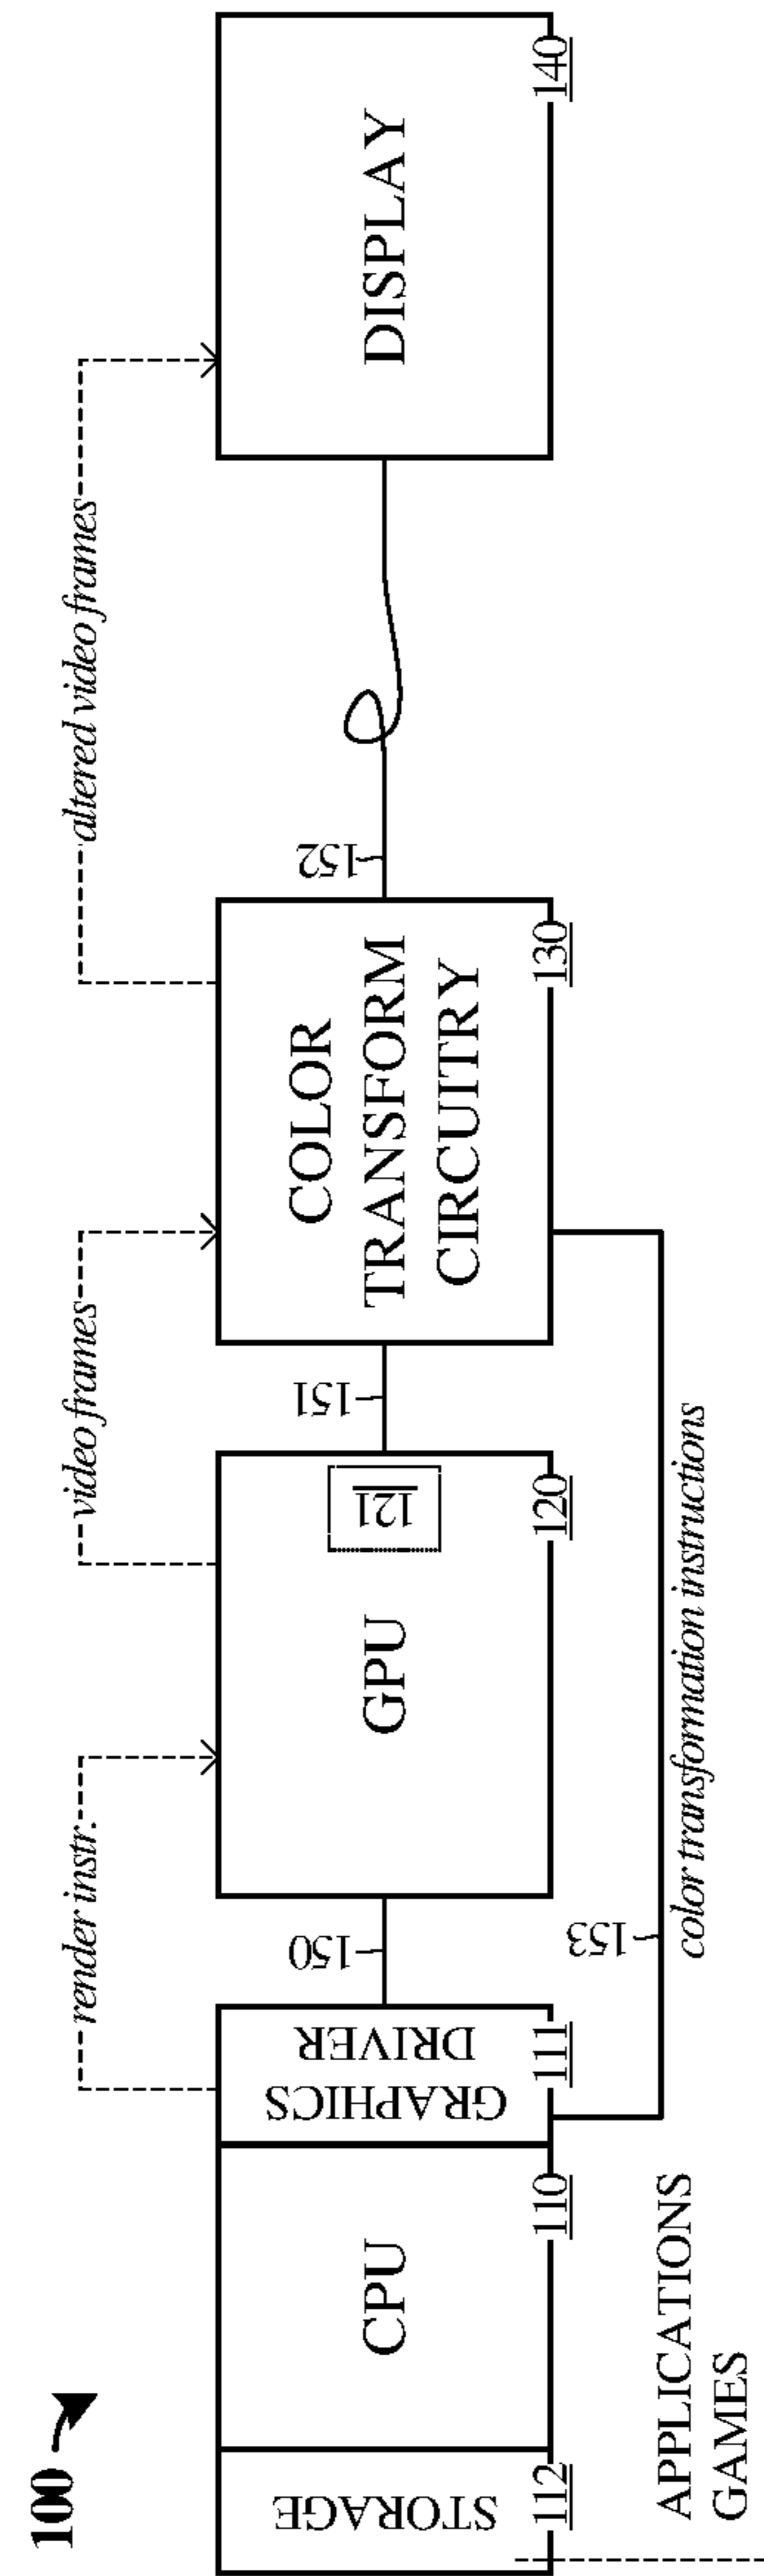 100
render instr.
video frames
altered video frames
STORAGE
112
CPU
110
GRAPHICS
DRIVER
111
150
GPU
121
120
151
COLOR
TRANSFORM
CIRCUITRY
130
152
DISPLAY
140
153
color transformation instructions
APPLICATIONS
GAMES